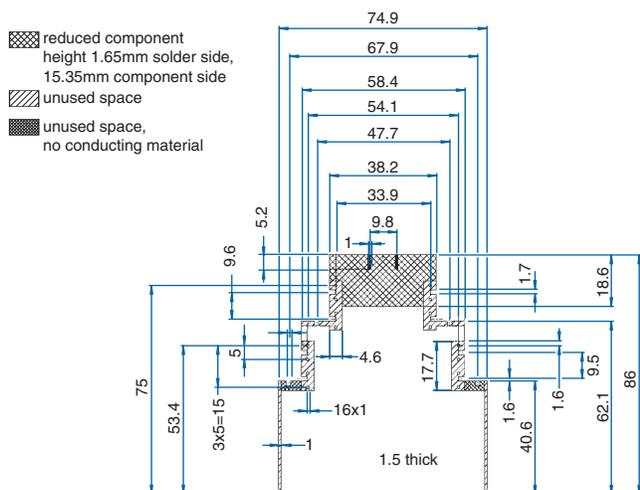 74.9
reduced component
height 1.65mm solder side,
15.35mm component side
67.9
58.4
unused space
54.1
unused space,
no conducting material
47.7
38.2
33.9
5.2
9.8
1
9.6
1.7
18.6
5
4.6
17.7
9.5
75
53.4
3x5=15
16x1
1.6
1.6
62.1
86
40.6
1
1.5 thick